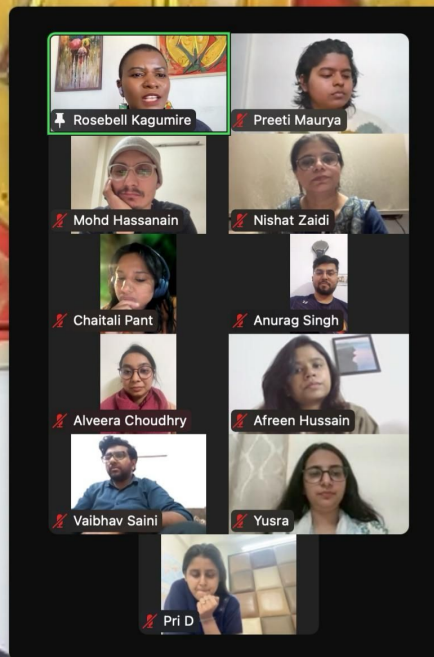 Rosebell Kagumire
Preeti Maurya
Mohd Hassanain
Nishat Zaidi
Chaitali Pant
Anurag Singh
Alveera Choudhry
Afreen Hussain
Vaibhav Saini
Yusra
Pri D